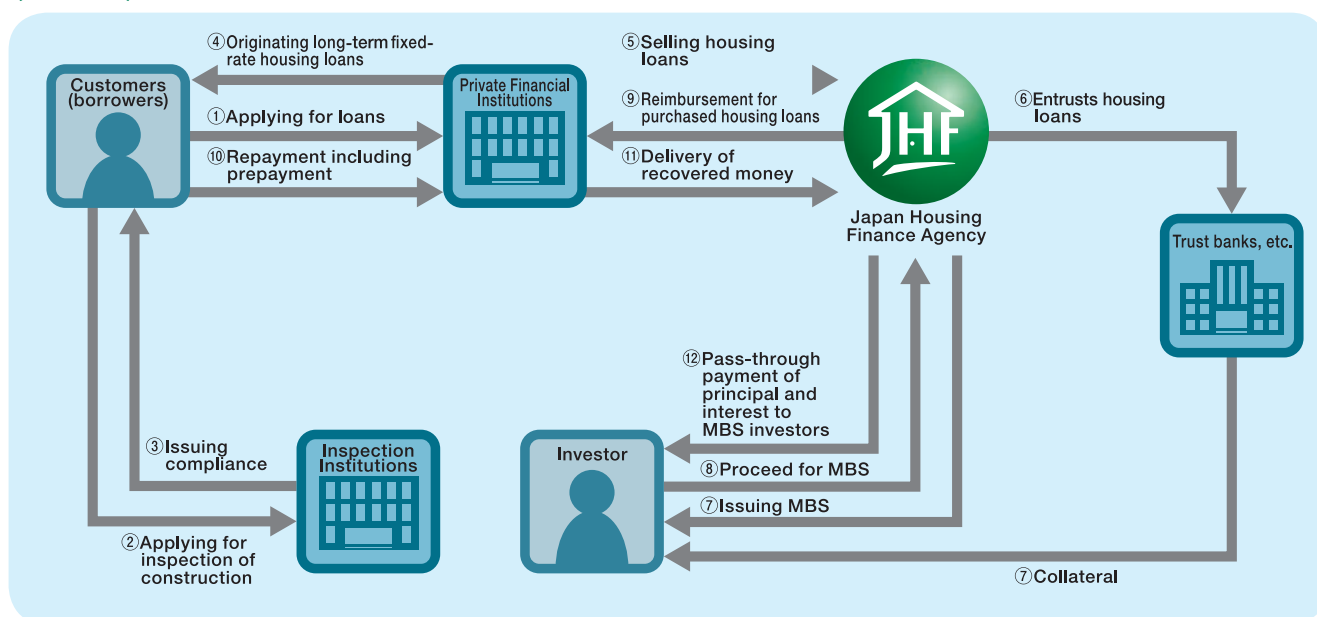 ④Originating long-term fixed-
rate housing loans
⑤Selling housing
loans
Customers
(borrowers)
Private Financial
Institutions
①Applying for loans
⑨Reimbursement for
purchased housing loans
⑥Entrusts housing
loans
JHF
⑩Repayment including
prepayment
⑪Delivery of
recovered money
Japan Housing
Finance Agency
Trust banks, etc.
⑫Pass-through
payment of
principal and
interest to
MBS investors
③Issuing
compliance
Inspection
Institutions
Investor
⑧Proceed for MBS
⑦Issuing MBS
②Applying for
inspection of
construction
⑦Collateral